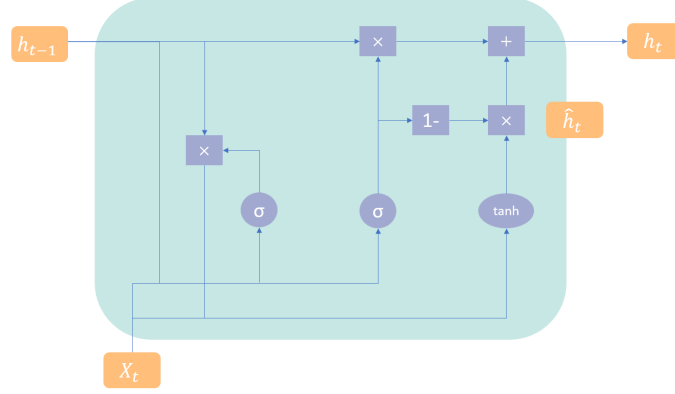 h_{t-1}
×
+
h_t
1-
×
ĥ_t
×
σ
σ
tanh
X_t